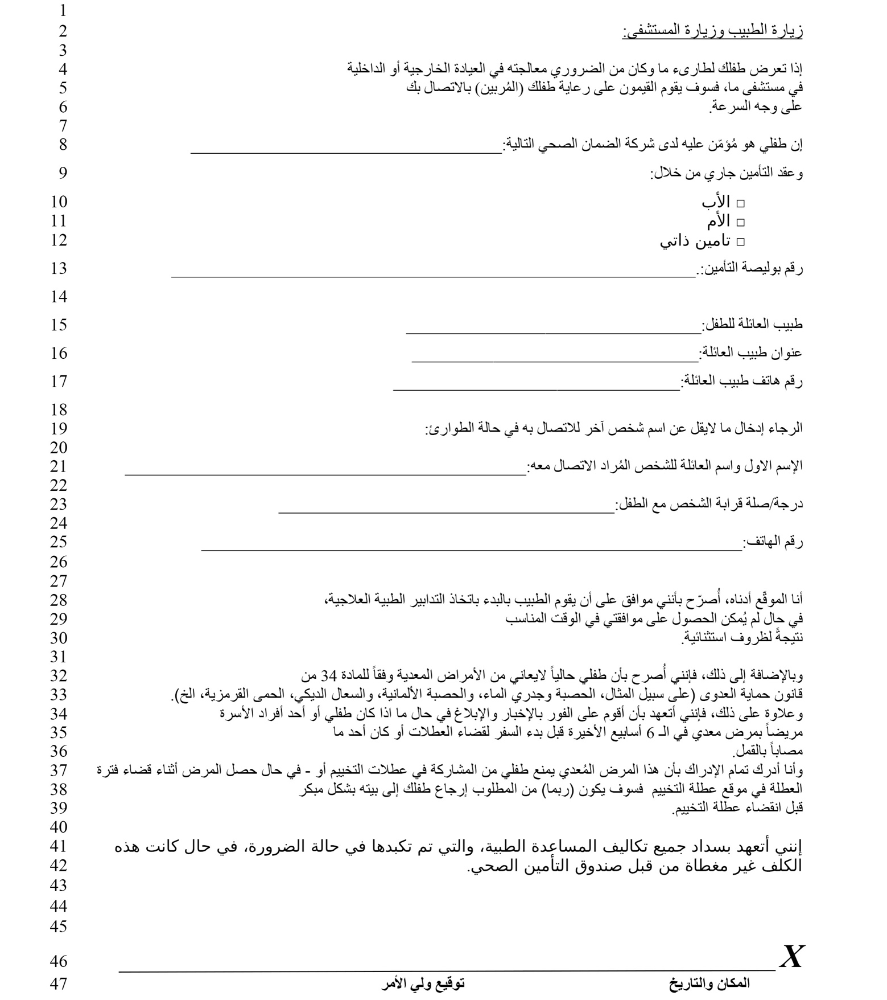 1
2 زيارة الطبيب وزيارة المستشفى:
3
4 إذا تعرض طفلك لطارىء ما وكان من الضروري معالجته في العيادة الخارجية أو الداخلية
5 في مستشفى ما، فسوف يقوم القيمون على رعاية طفلك (المُربين) بالاتصال بك
6 على وجه السرعة.
7
8 إن طفلي هو مُؤمّن عليه لدى شركة الضمان الصحي التالية:
9 وعقد التأمين جاري من خلال:
10 □ الأب
11 □ الأم
12 □ تامين ذاتي
13 رقم بوليصة التأمين:.
14
15 طبيب العائلة للطفل:
16 عنوان طبيب العائلة:
17 رقم هاتف طبيب العائلة:
18
19 الرجاء إدخال ما لايقل عن اسم شخص آخر للاتصال به في حالة الطوارئ:
20
21 الإسم الاول واسم العائلة للشخص المُراد الاتصال معه:
22
23 درجة/صلة قرابة الشخص مع الطفل:
24
25 رقم الهاتف:
26
27
28 أنا الموقّع أدناه، أُصرّح بأنني موافق على أن يقوم الطبيب بالبدء باتخاذ التدابير الطبية العلاجية،
29 في حال لم يُمكن الحصول على موافقتي في الوقت المناسب
30 نتيجةً لظروف استثنائية.
31
32 وبالإضافة إلى ذلك، فإنني أُصرح بأن طفلي حالياً لايعاني من الأمراض المعدية وفقاً للمادة 34 من
33 قانون حماية العدوى (على سبيل المثال، الحصبة وجدري الماء، والحصبة الألمانية، والسعال الديكي، الحمى القرمزية، الخ).
34 وعلاوة على ذلك، فإنني أتعهد بأن أقوم على الفور بالإخبار والإبلاغ في حال ما اذا كان طفلي أو أحد أفراد الأسرة
35 مريضاً بمرض معدي في الـ 6 أسابيع الأخيرة قبل بدء السفر لقضاء العطلات أو كان أحد ما
36 مصاباً بالقمل.
37 وأنا أدرك تمام الإدراك بأن هذا المرض المُعدي يمنع طفلي من المشاركة في عطلات التخييم أو - في حال حصل المرض أثناء قضاء فترة
38 العطلة في موقع عطلة التخييم فسوف يكون (ربما) من المطلوب إرجاع طفلك إلى بيته بشكل مبكر
39 قبل انقضاء عطلة التخييم.
40
41 إنني أتعهد بسداد جميع تكاليف المساعدة الطبية، والتي تم تكبدها في حالة الضرورة، في حال كانت هذه
42 الكلف غير مغطاة من قبل صندوق التأمين الصحي.
43
44
45
46 X
47 المكان والتاريخ توقيع ولي الأمر